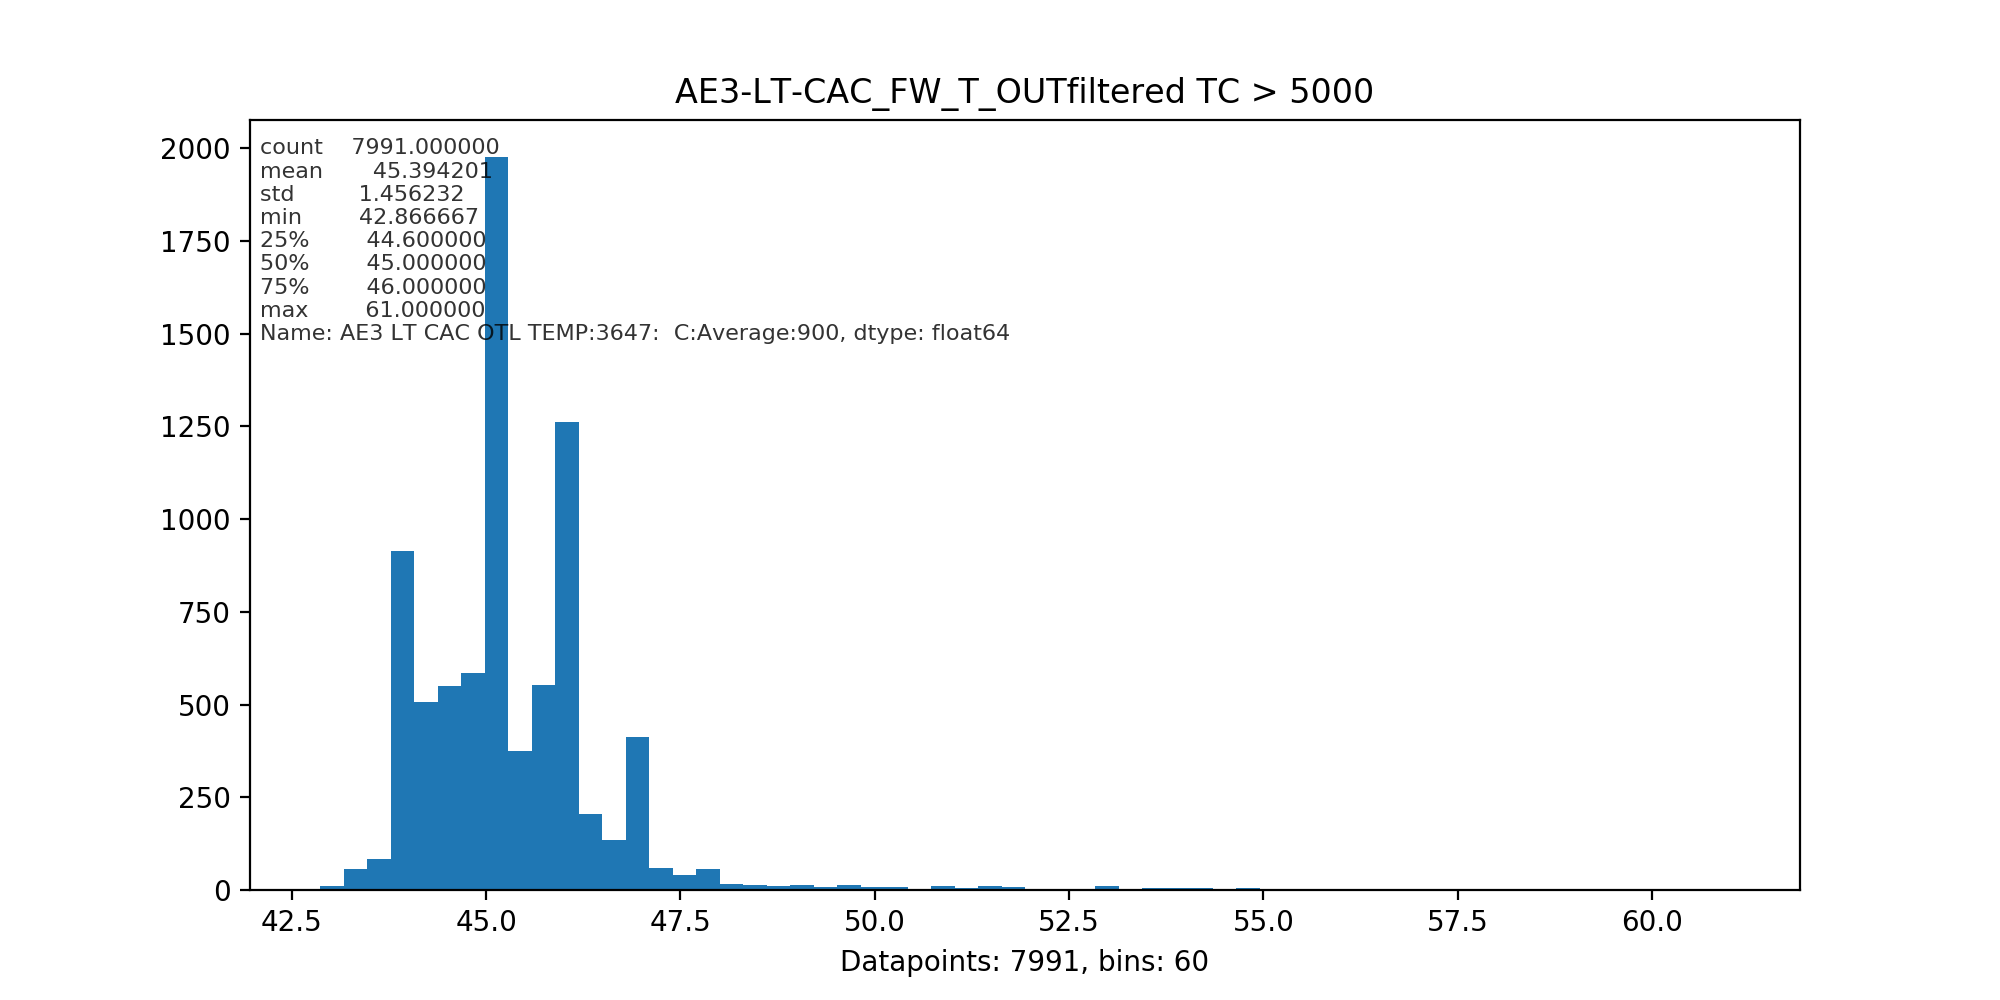 AE3-LT-CAC_FW_T_OUTfiltered TC > 5000
2000
1750
1500
1250
1000
750
500
250
0
count 7991.000000
mean 45.394201
std 1.456232
min 42.866667
25% 44.600000
50% 45.000000
75% 46.000000
max 61.000000
Name: AE3 LT CAC OTL TEMP:3647: C:Average:900, dtype: float64
42.5 45.0 47.5 50.0 52.5 55.0 57.5 60.0
Datapoints: 7991, bins: 60